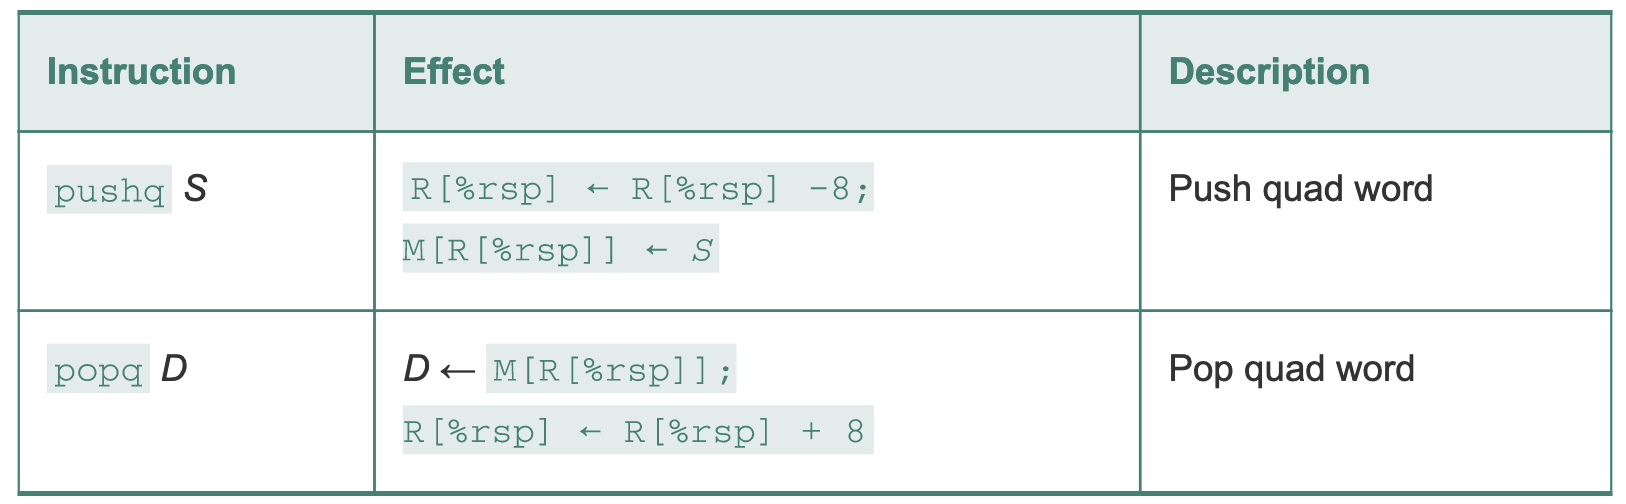 Instruction Effect Description
pushq S R[%rsp] ← R[%rsp] -8; Push quad word
M[R[%rsp]] ← S
popq D D ← M[R[%rsp]]; Pop quad word
R[%rsp] ← R[%rsp] + 8